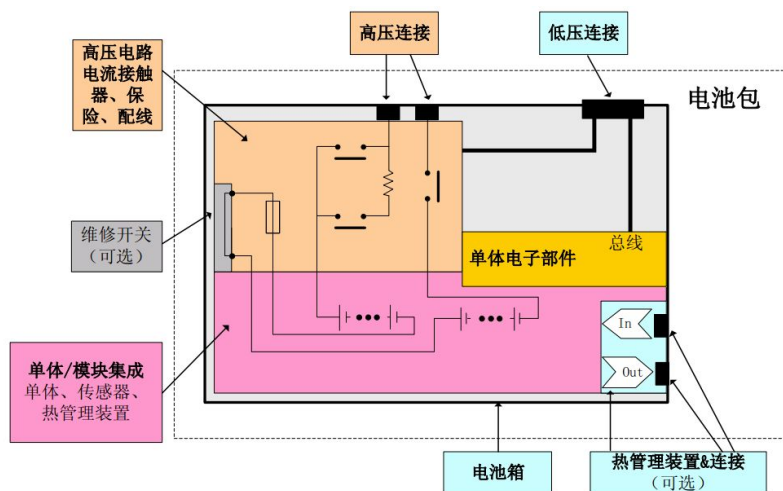 高压连接
低压连接
高压电路
电流接触
器、保
险、配线
电池包
维修开关
（可选）
总线
单体电子部件
In
单体/模块集成
单体、传感器、
热管理装置
Out
电池箱
热管理装置&连接
（可选）